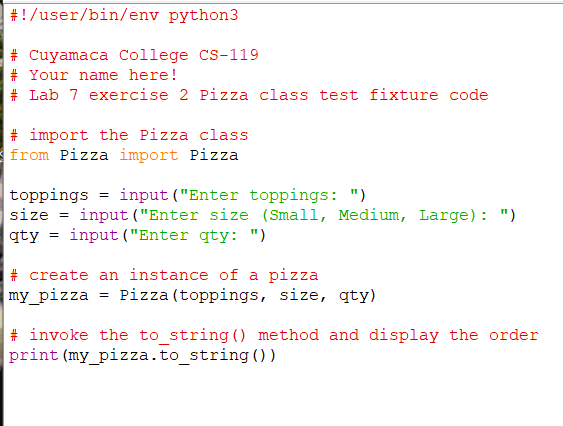 #!/user/bin/env python3
# Cuyamaca College CS-119
# Your name here!
# Lab 7 exercise 2 Pizza class test fixture code
# import the Pizza class
from Pizza import Pizza
toppings = input("Enter toppings: ")
size = input("Enter size (Small, Medium, Large): ")
qty = input("Enter qty: ")
# create an instance of a pizza
my_pizza = Pizza(toppings, size, qty)
# invoke the to_string() method and display the order
print(my_pizza.to_string())